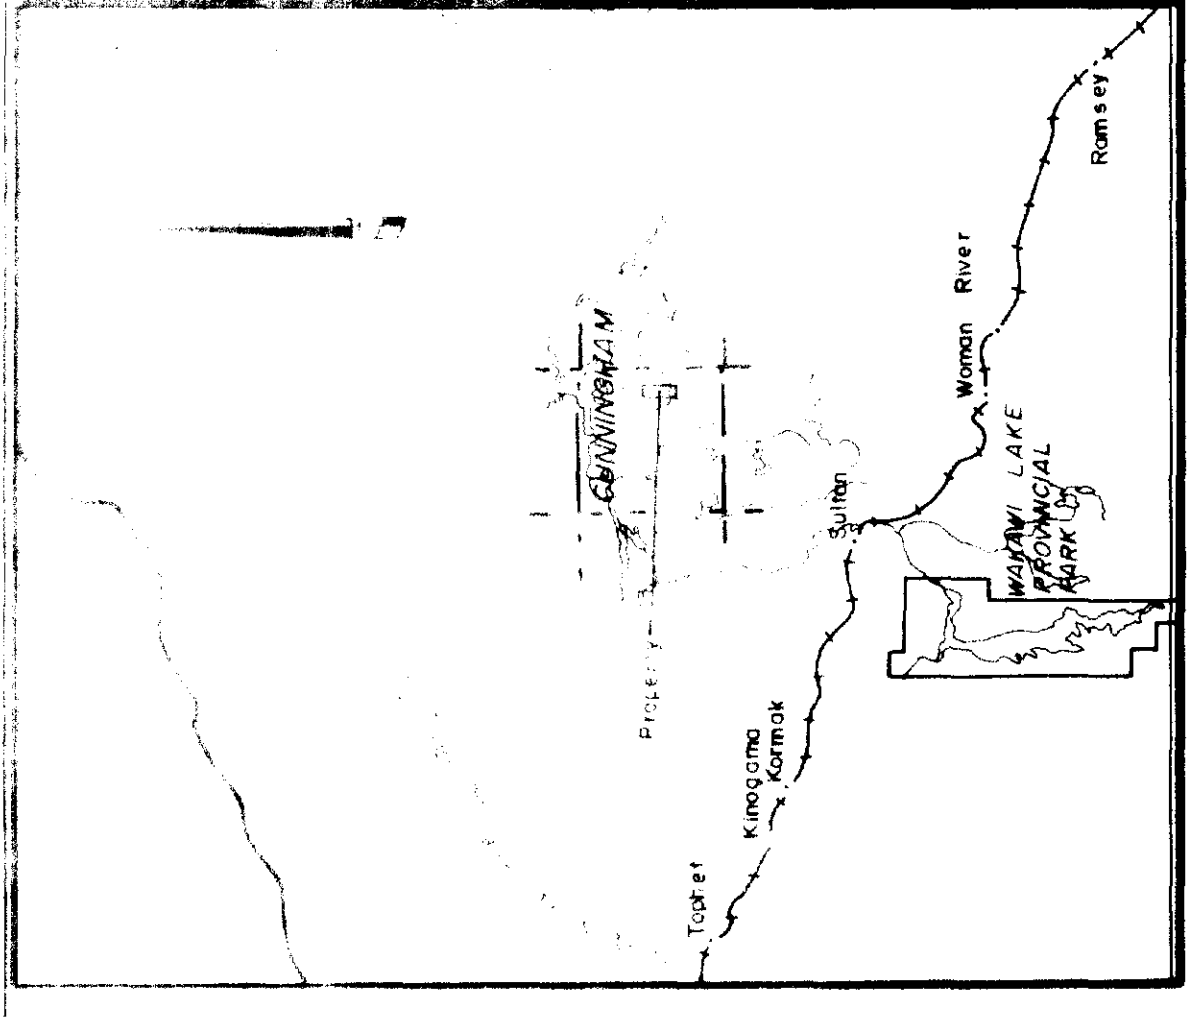 CUNNINGHAM
Property
Tophet
Kinogama
Kormak
Sultan
Woman River
WAKAMI LAKE
PROVINCIAL
PARK
Ramsey